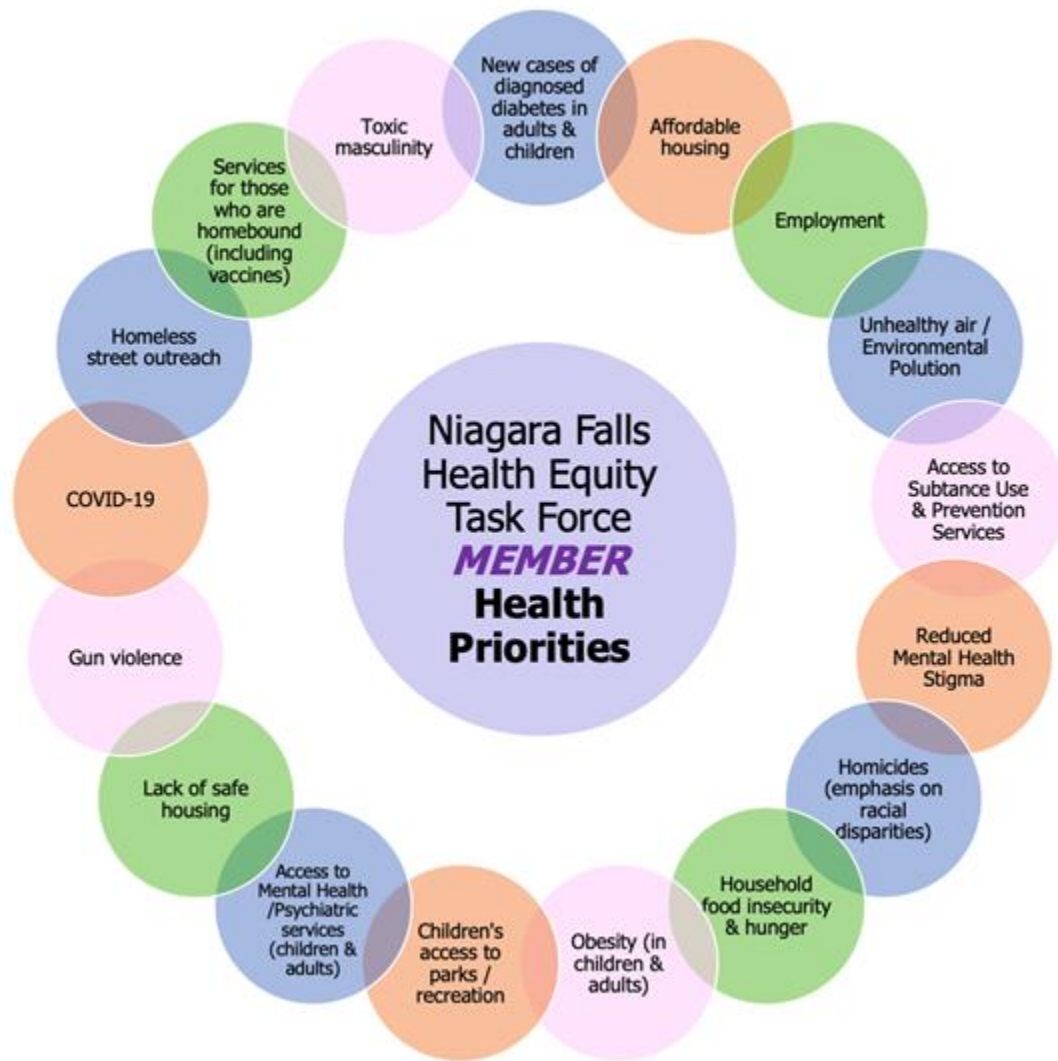 New cases of
diagnosed
diabetes in
adults &
children
Affordable
housing
Employment
Unhealthy air /
Environmental
Polution
Access to
Subtance Use
& Prevention
Services
Reduced
Mental Health
Stigma
Homicides
(emphasis on
racial
disparities)
Household
food insecurity
& hunger
Obesity (in
children &
adults)
Children's
access to
parks /
recreation
Access to
Mental Health
/Psychiatric
services
(children &
adults)
Lack of safe
housing
Gun violence
COVID-19
Homeless
street outreach
Services
for those
who are
homebound
(including
vaccines)
Toxic
masculinity
Niagara Falls
Health Equity
Task Force
MEMBER
Health
Priorities